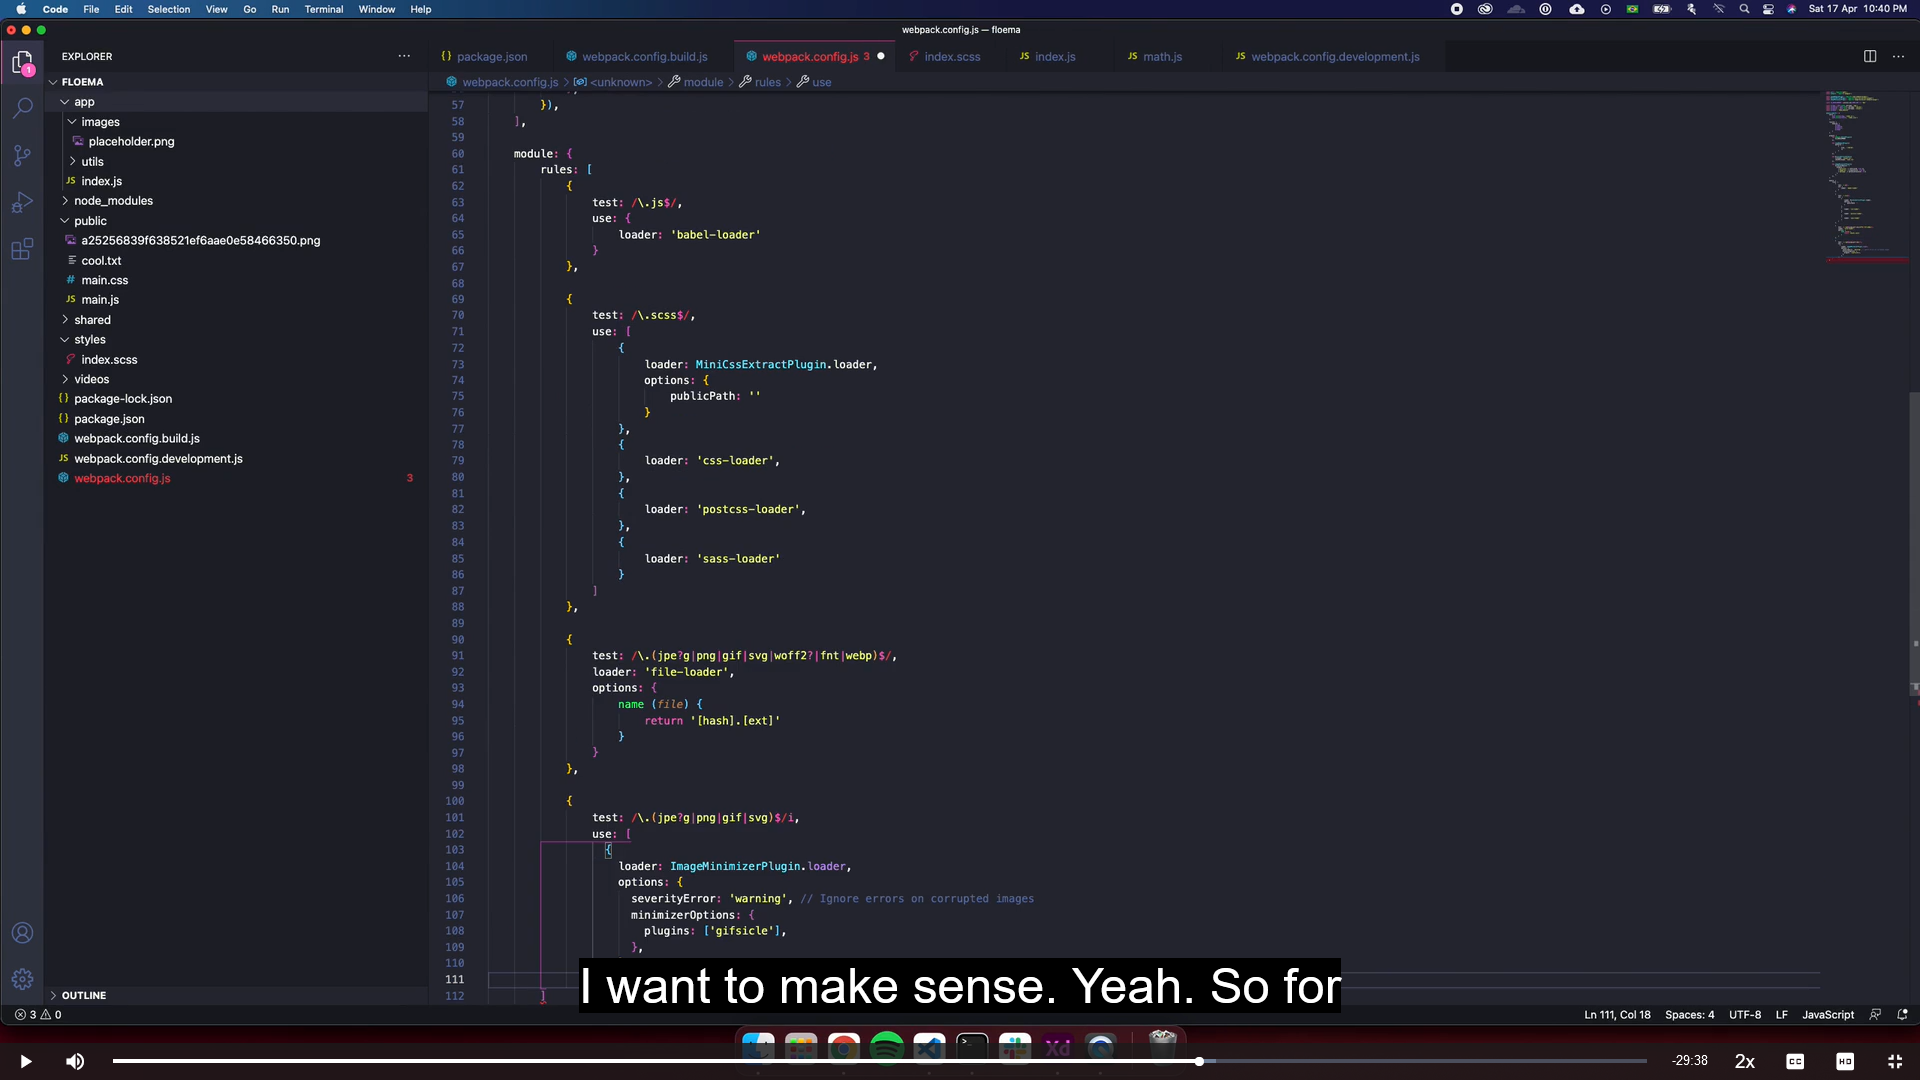 Code File Edit Selection View Go Run Terminal Window Help Sat 17 Apr 10:40 PM
webpack.config.js — floema
EXPLORER
FLOEMA
app
images
placeholder.png
utils
JS index.js
node_modules
public
a25256839f638521ef6aae0e58466350.png
cool.txt
# main.css
JS main.js
shared
styles
index.scss
videos
{} package-lock.json
{} package.json
webpack.config.build.js
JS webpack.config.development.js
webpack.config.js 3
OUTLINE
{} package.json webpack.config.build.js webpack.config.js 3 index.scss JS index.js JS math.js JS webpack.config.development.js
webpack.config.js > <unknown> > module > rules > use
57 }),
58 ],
59
60 module: {
61 rules: [
62 {
63 test: /\.js$/,
64 use: {
65 loader: 'babel-loader'
66 }
67 },
68
69 {
70 test: /\.scss$/,
71 use: [
72 {
73 loader: MiniCssExtractPlugin.loader,
74 options: {
75 publicPath: ''
76 }
77 },
78 {
79 loader: 'css-loader',
80 },
81 {
82 loader: 'postcss-loader',
83 },
84 {
85 loader: 'sass-loader'
86 }
87 ]
88 },
89
90 {
91 test: /\.(jpe?g|png|gif|svg|woff2?|fnt|webp)$/,
92 loader: 'file-loader',
93 options: {
94 name (file) {
95 return '[hash].[ext]'
96 }
97 }
98 },
99
100 {
101 test: /\.(jpe?g|png|gif|svg)$/i,
102 use: [
103 {
104 loader: ImageMinimizerPlugin.loader,
105 options: {
106 severityError: 'warning', // Ignore errors on corrupted images
107 minimizerOptions: {
108 plugins: ['gifsicle'],
109 },
110
111
112 ]
I want to make sense. Yeah. So for
3 0 Ln 111, Col 18 Spaces: 4 UTF-8 LF JavaScript
Xd
-29:38 2x CC HD